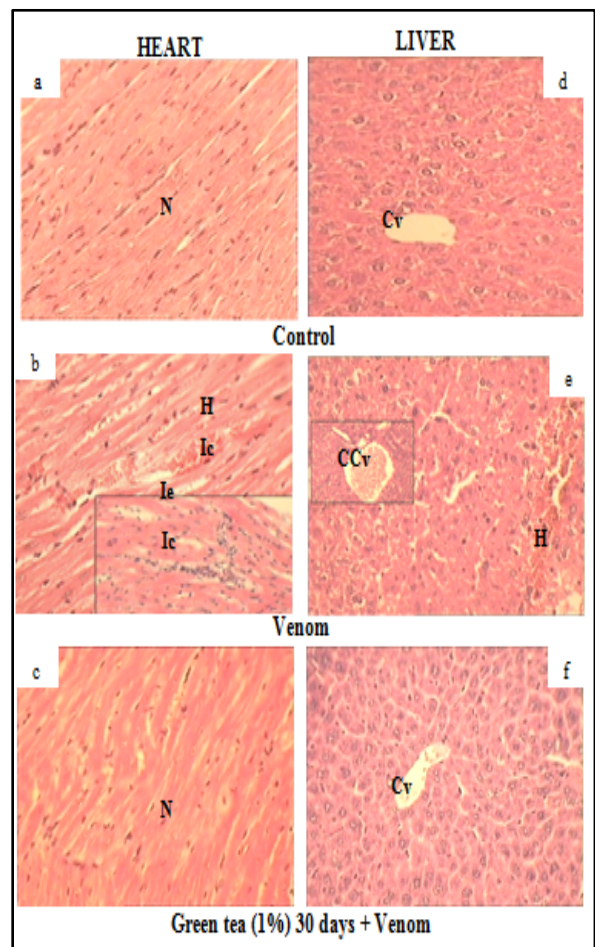 HEART LIVER
a d
N Cv
Control
b e
H
Ic CCv
Ie H
Ic
Venom
c f
N Cv
Green tea (1%) 30 days + Venom